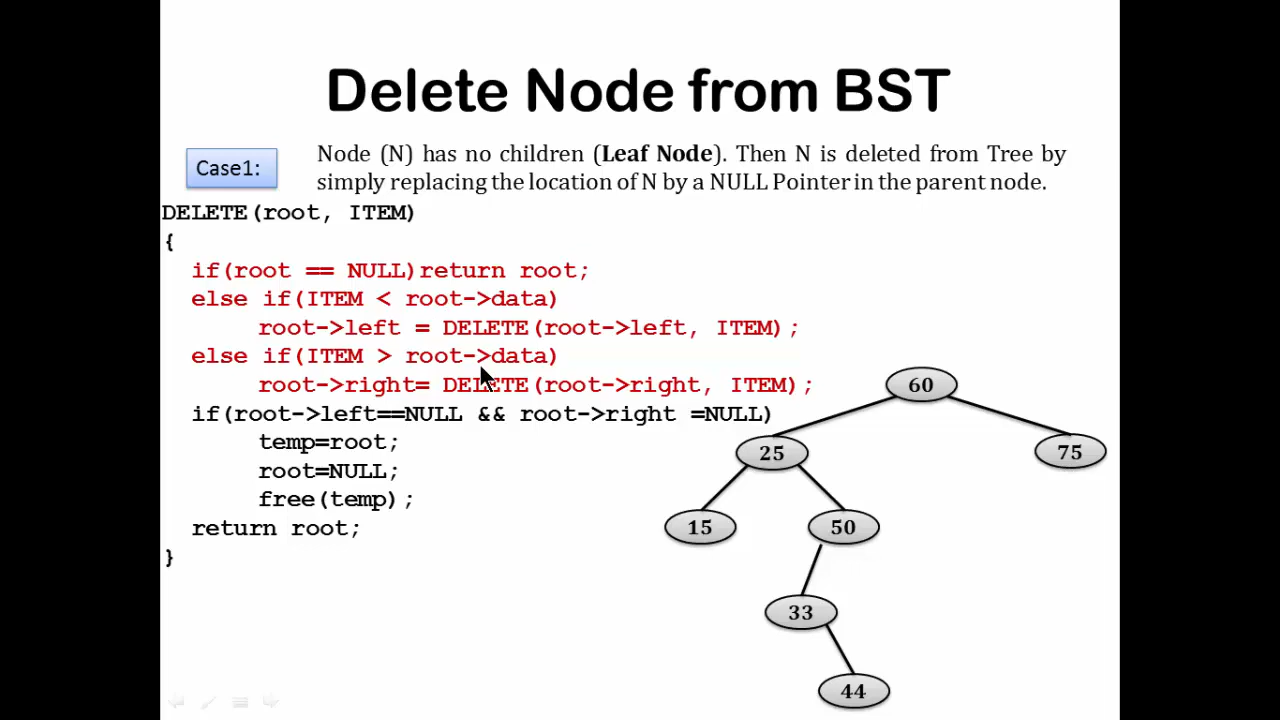 Delete Node from BST
Case1:
Node (N) has no children (Leaf Node). Then N is deleted from Tree by
simply replacing the location of N by a NULL Pointer in the parent node.
DELETE(root, ITEM)
{
if(root == NULL)return root;
else if(ITEM < root->data)
root->left = DELETE(root->left, ITEM);
else if(ITEM > root->data)
root->right= DELETE(root->right, ITEM);
if(root->left==NULL && root->right =NULL)
temp=root;
root=NULL;
free(temp);
return root;
}
60
25
75
15
50
33
44